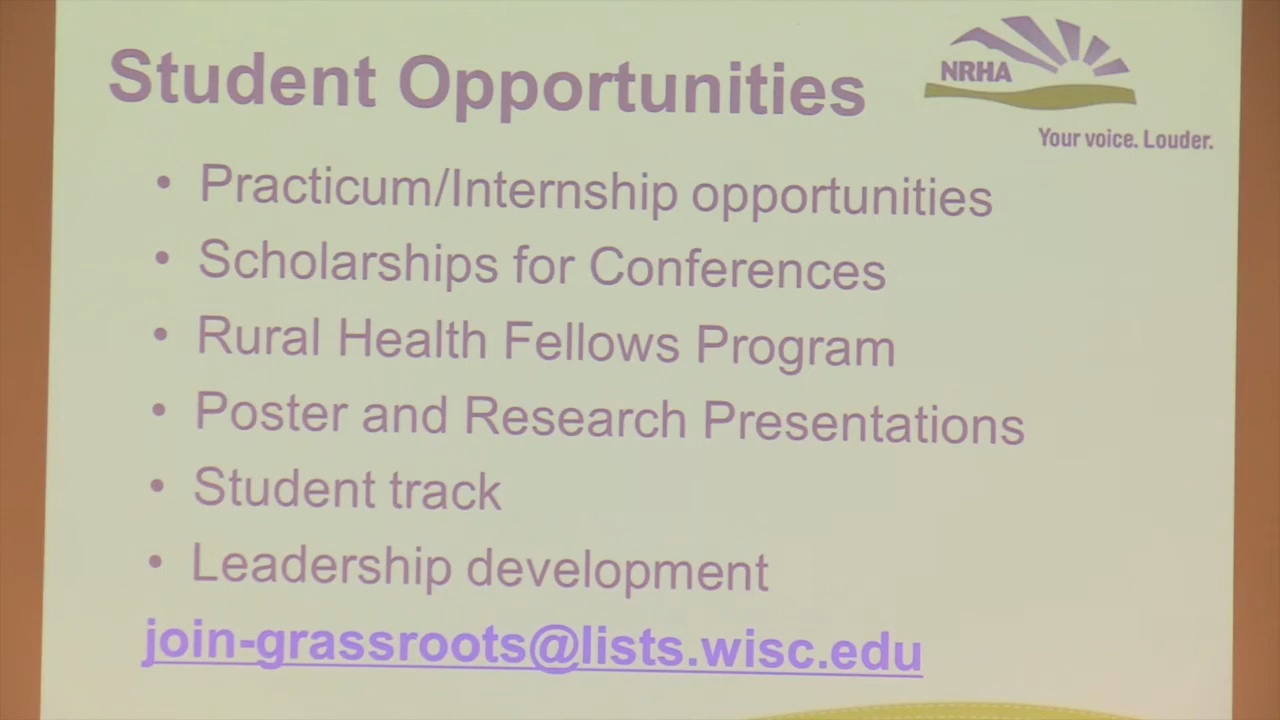 Student Opportunities
NRHA
Your voice. Louder.
• Practicum/Internship opportunities
• Scholarships for Conferences
• Rural Health Fellows Program
• Poster and Research Presentations
• Student track
• Leadership development
join-grassroots@lists.wisc.edu